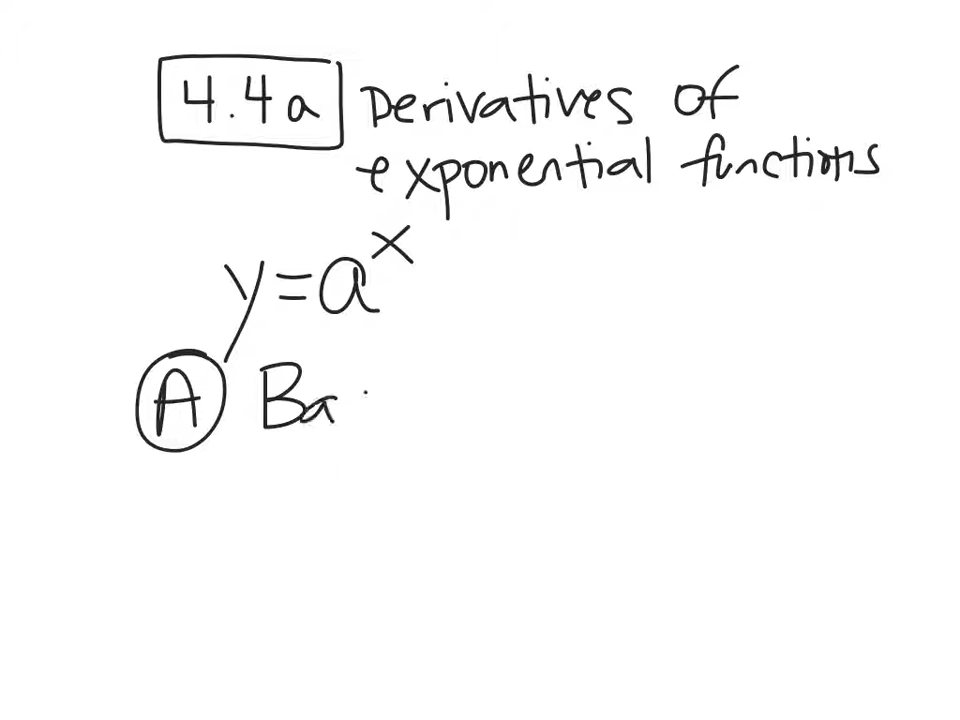 4.4a Derivatives of
exponential functions
y=a^x
A Ba